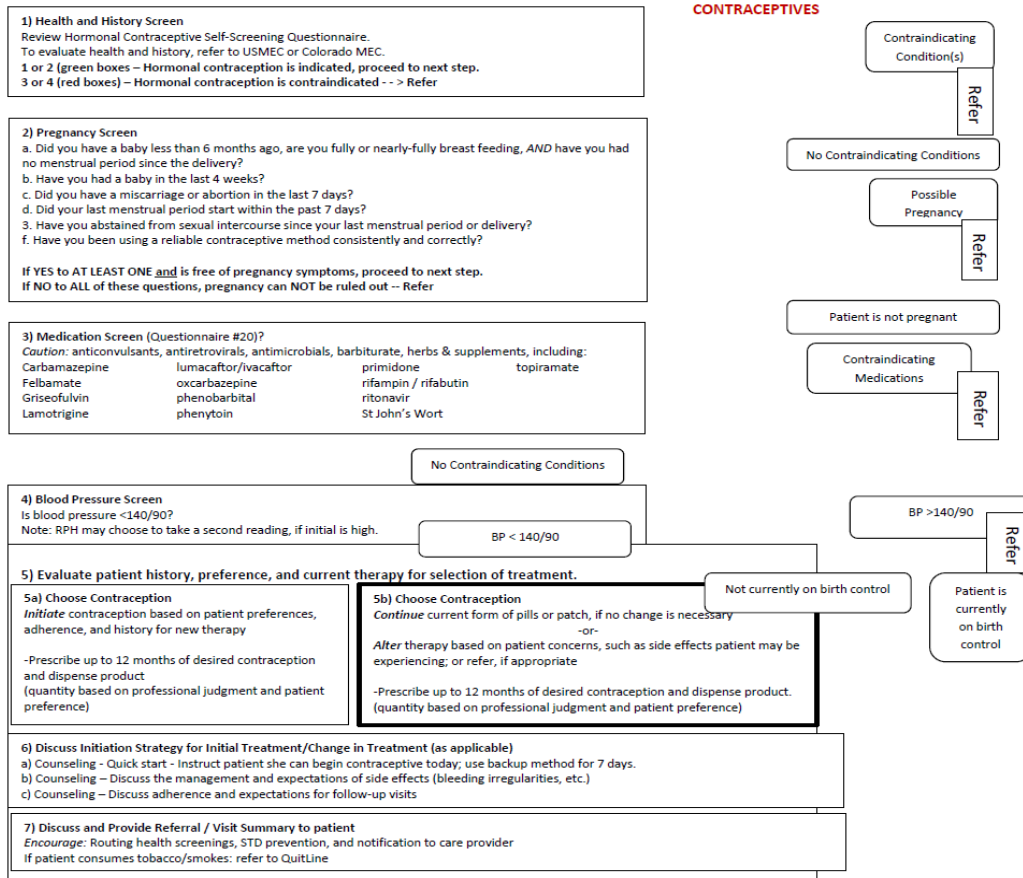 CONTRACEPTIVES
1) Health and History Screen
Review Hormonal Contraceptive Self-Screening Questionnaire.
To evaluate health and history, refer to USMEC or Colorado MEC.
1 or 2 (green boxes – Hormonal contraception is indicated, proceed to next step.
3 or 4 (red boxes) – Hormonal contraception is contraindicated - - > Refer
Contraindicating
Condition(s)
Refer
2) Pregnancy Screen
a. Did you have a baby less than 6 months ago, are you fully or nearly-fully breast feeding, AND have you had
no menstrual period since the delivery?
b. Have you had a baby in the last 4 weeks?
c. Did you have a miscarriage or abortion in the last 7 days?
d. Did your last menstrual period start within the past 7 days?
3. Have you abstained from sexual intercourse since your last menstrual period or delivery?
f. Have you been using a reliable contraceptive method consistently and correctly?
If YES to AT LEAST ONE and is free of pregnancy symptoms, proceed to next step.
If NO to ALL of these questions, pregnancy can NOT be ruled out -- Refer
No Contraindicating Conditions
Possible
Pregnancy
Refer
3) Medication Screen (Questionnaire #20)?
Caution: anticonvulsants, antiretrovirals, antimicrobials, barbiturate, herbs & supplements, including:
Carbamazepine lumacaftor/ivacaftor primidone topiramate
Felbamate oxcarbazepine rifampin / rifabutin
Griseofulvin phenobarbital ritonavir
Lamotrigine phenytoin St John's Wort
Patient is not pregnant
Contraindicating
Medications
Refer
No Contraindicating Conditions
4) Blood Pressure Screen
Is blood pressure <140/90?
Note: RPH may choose to take a second reading, if initial is high.
BP < 140/90
BP >140/90
Refer
5) Evaluate patient history, preference, and current therapy for selection of treatment.
Not currently on birth control
Patient is
currently
on birth
control
5a) Choose Contraception
Initiate contraception based on patient preferences,
adherence, and history for new therapy
-Prescribe up to 12 months of desired contraception
and dispense product
(quantity based on professional judgment and patient
preference)
5b) Choose Contraception
Continue current form of pills or patch, if no change is necessary
-or-
Alter therapy based on patient concerns, such as side effects patient may be
experiencing; or refer, if appropriate
-Prescribe up to 12 months of desired contraception and dispense product.
(quantity based on professional judgment and patient preference)
6) Discuss Initiation Strategy for Initial Treatment/Change in Treatment (as applicable)
a) Counseling - Quick start - Instruct patient she can begin contraceptive today; use backup method for 7 days.
b) Counseling – Discuss the management and expectations of side effects (bleeding irregularities, etc.)
c) Counseling – Discuss adherence and expectations for follow-up visits
7) Discuss and Provide Referral / Visit Summary to patient
Encourage: Routing health screenings, STD prevention, and notification to care provider
If patient consumes tobacco/smokes: refer to QuitLine